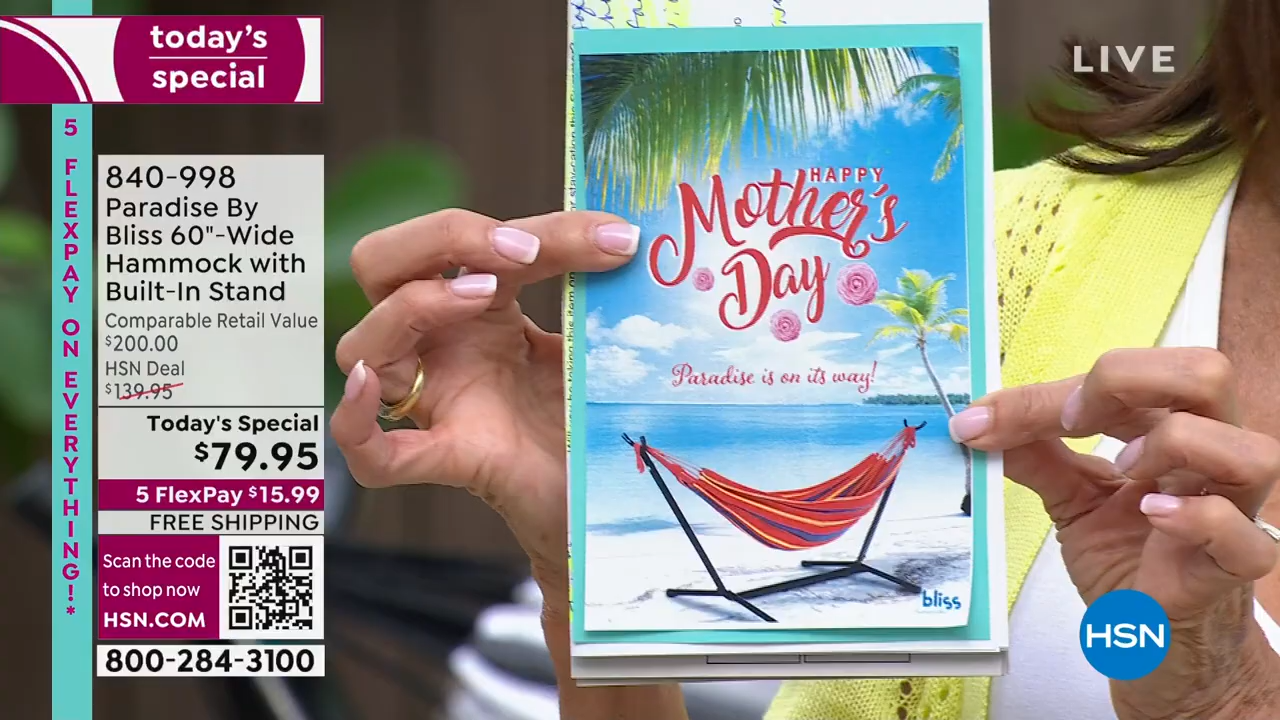 today's
special
5 FLEXPAY ON EVERYTHING!*
840-998
Paradise By
Bliss 60"-Wide
Hammock with
Built-In Stand
Comparable Retail Value
$200.00
HSN Deal
$139.95
Today's Special
$79.95
5 FlexPay $15.99
FREE SHIPPING
Scan the code
to shop now
HSN.COM
800-284-3100
LIVE
HAPPY
Mother's
Day
Paradise is on its way!
bliss
HSN